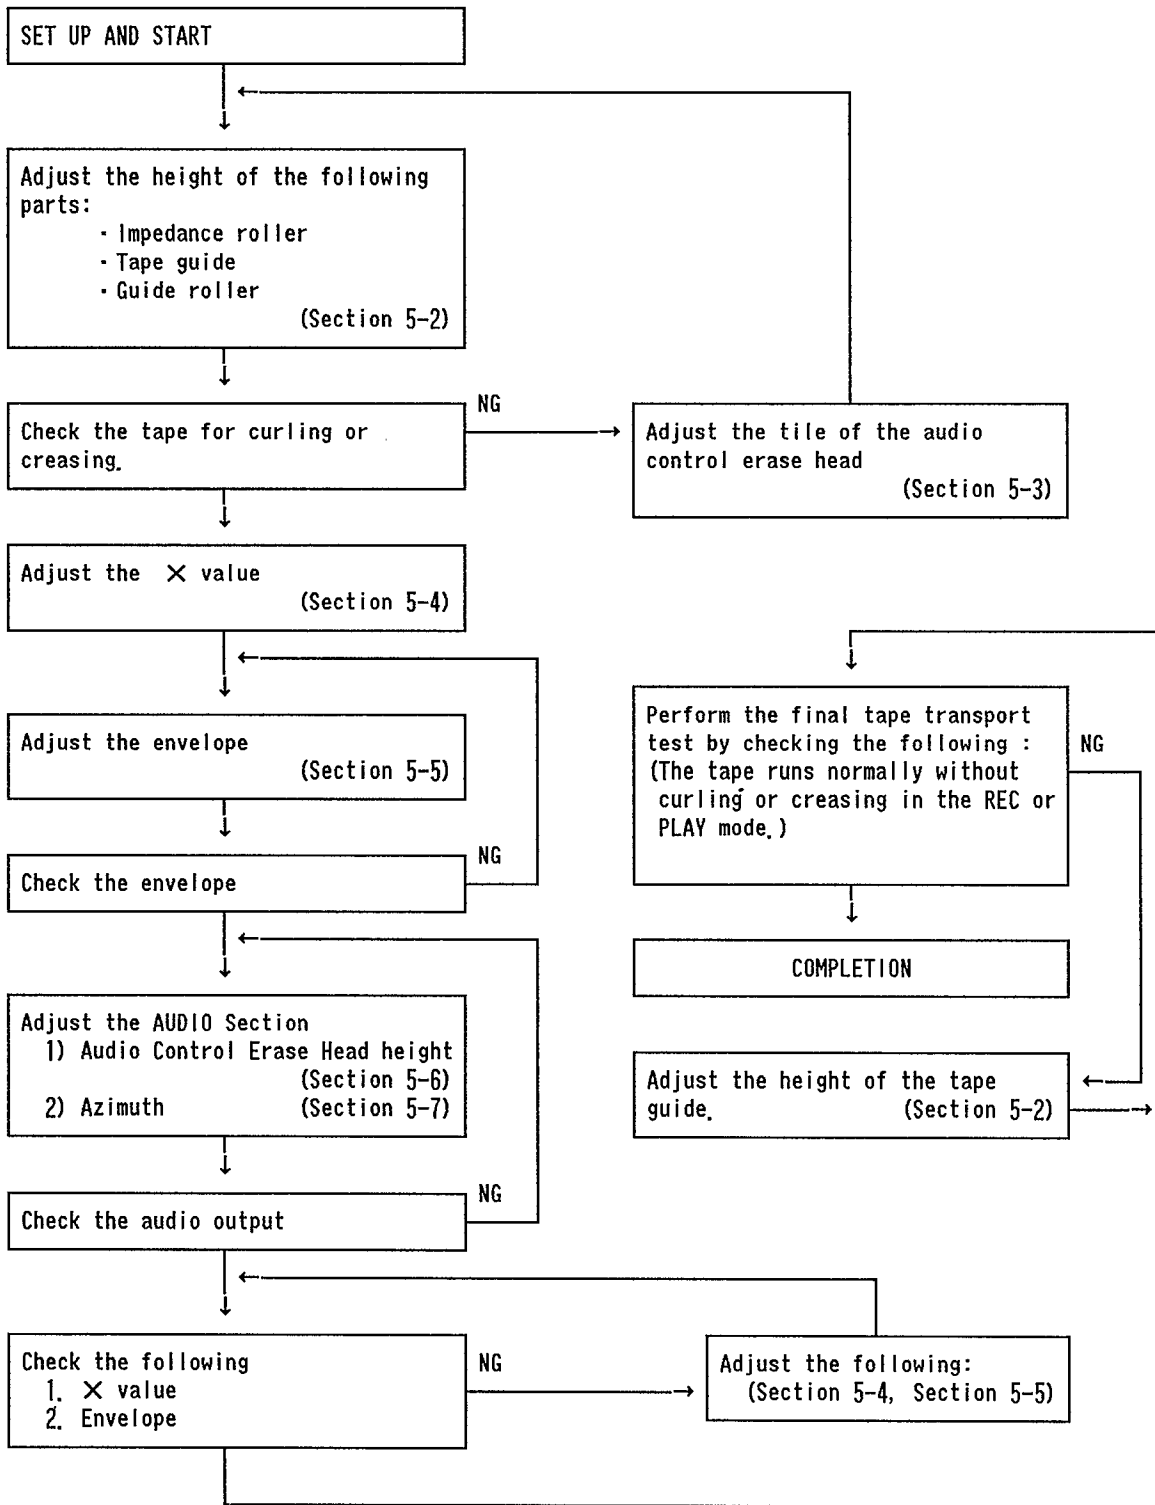 SET UP AND START
Adjust the height of the following
parts:
· Impedance roller
· Tape guide
· Guide roller
(Section 5-2)
Check the tape for curling or
creasing.
NG
Adjust the tile of the audio
control erase head
(Section 5-3)
Adjust the X value
(Section 5-4)
Adjust the envelope
(Section 5-5)
Check the envelope
NG
Adjust the AUDIO Section
1) Audio Control Erase Head height
(Section 5-6)
2) Azimuth (Section 5-7)
Check the audio output
NG
Check the following
1. X value
2. Envelope
NG
Adjust the following:
(Section 5-4, Section 5-5)
Perform the final tape transport
test by checking the following :
(The tape runs normally without
curling or creasing in the REC or
PLAY mode.)
NG
COMPLETION
Adjust the height of the tape
guide. (Section 5-2)